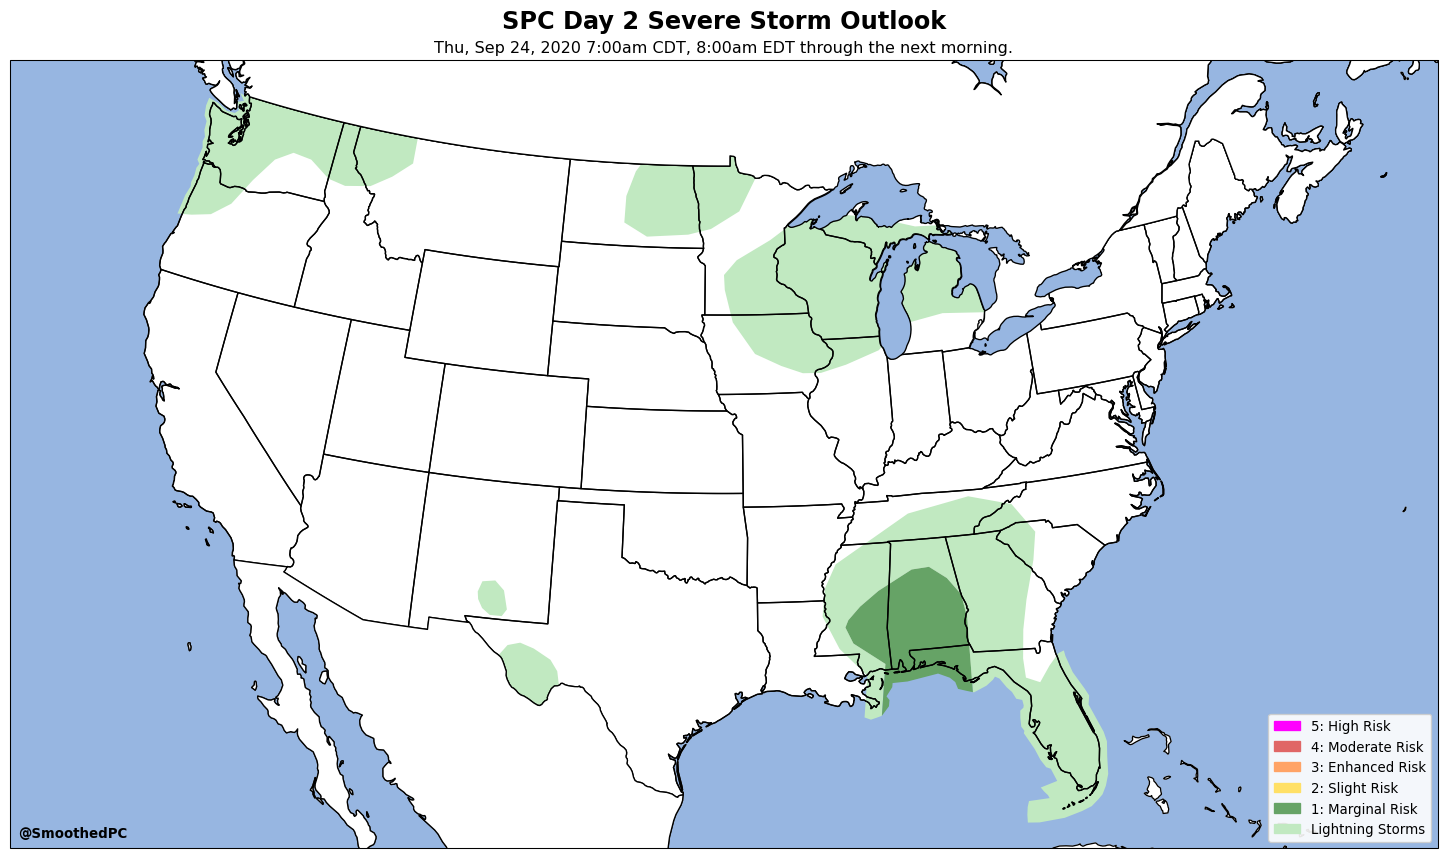 SPC Day 2 Severe Storm Outlook
Thu, Sep 24, 2020 7:00am CDT, 8:00am EDT through the next morning.
5: High Risk
4: Moderate Risk
3: Enhanced Risk
2: Slight Risk
1: Marginal Risk
Lightning Storms
@SmoothedPC